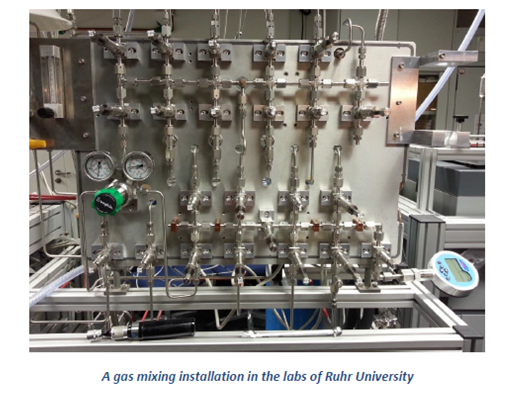 A gas mixing installation in the labs of Ruhr University